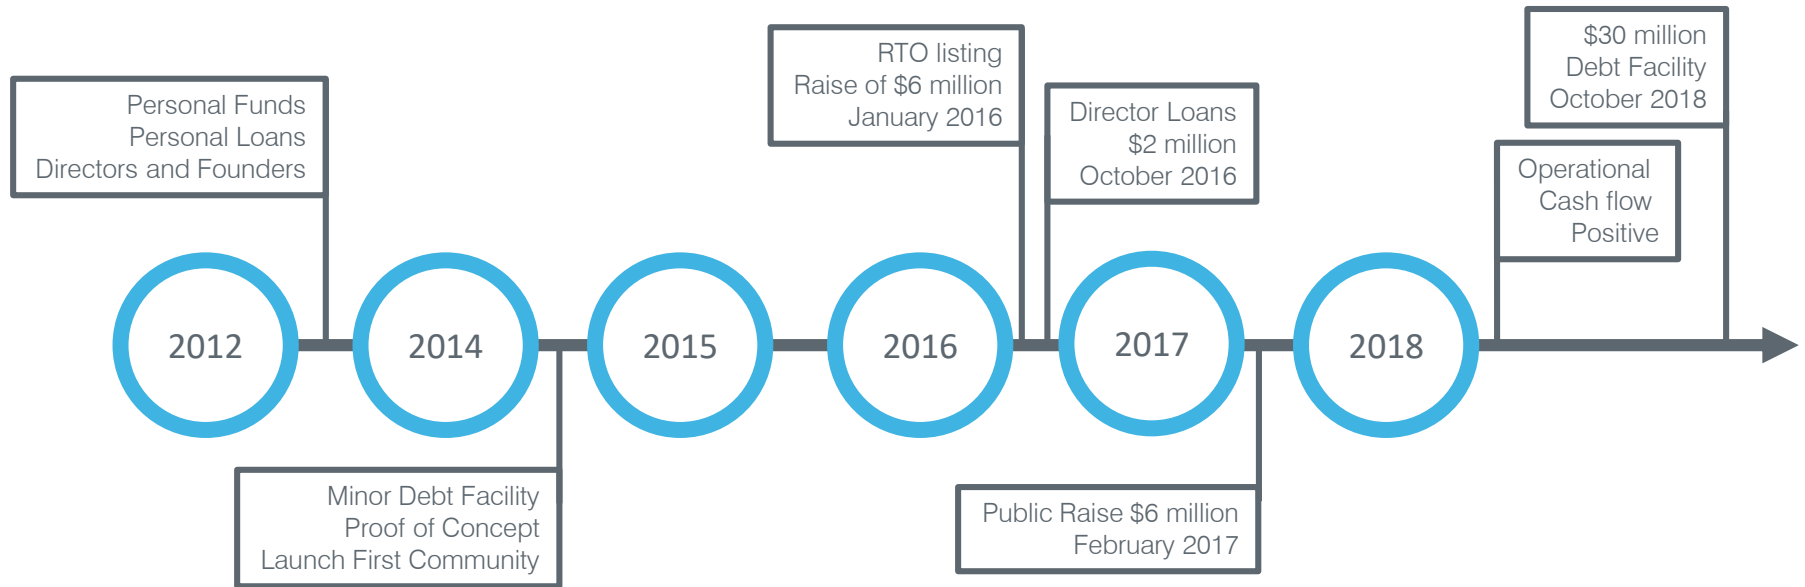 Personal Funds
Personal Loans
Directors and Founders
RTO listing
Raise of $6 million
January 2016
Director Loans
$2 million
October 2016
$30 million
Debt Facility
October 2018
Operational
Cash flow
Positive
2012
2014
2015
2016
2017
2018
Minor Debt Facility
Proof of Concept
Launch First Community
Public Raise $6 million
February 2017